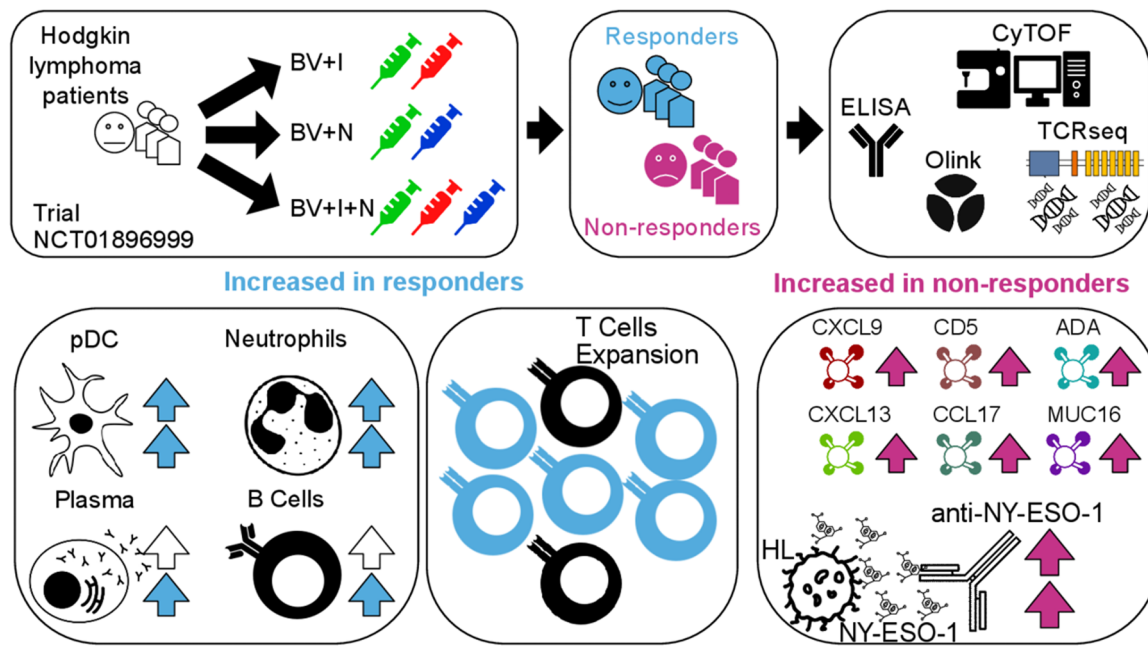 Hodgkin
lymphoma
patients
BV+I
BV+N
BV+I+N
Trial
NCT01896999
Responders
Non-responders
CyTOF
ELISA
TCRseq
Olink
Increased in responders
Increased in non-responders
pDC
Neutrophils
Plasma
B Cells
T Cells
Expansion
CXCL9
CD5
ADA
CXCL13
CCL17
MUC16
anti-NY-ESO-1
HL
NY-ESO-1